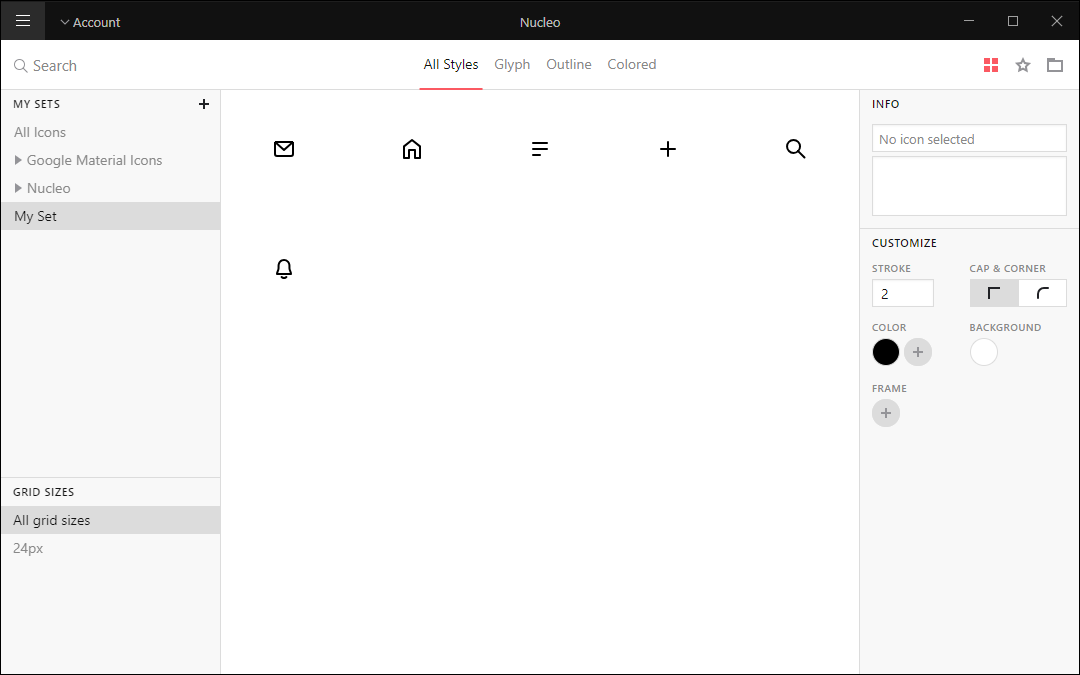 Account
Nucleo
Search
All Styles Glyph Outline Colored
MY SETS
All Icons
Google Material Icons
Nucleo
My Set
GRID SIZES
All grid sizes
24px
INFO
No icon selected
CUSTOMIZE
STROKE CAP & CORNER
2
COLOR BACKGROUND
FRAME